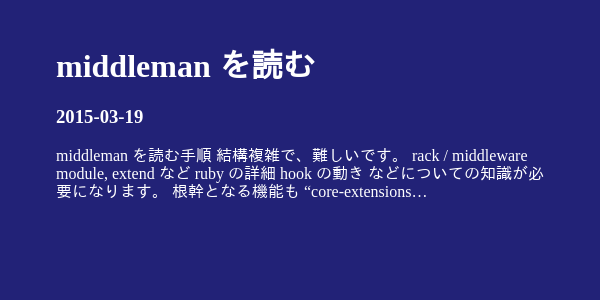 middleman を読む
2015-03-19
middleman を読む手順 結構複雑で、難しいです。 rack / middleware
module, extend など ruby の詳細 hook の動き などについての知識が必
要になります。 根幹となる機能も “core-extensions…